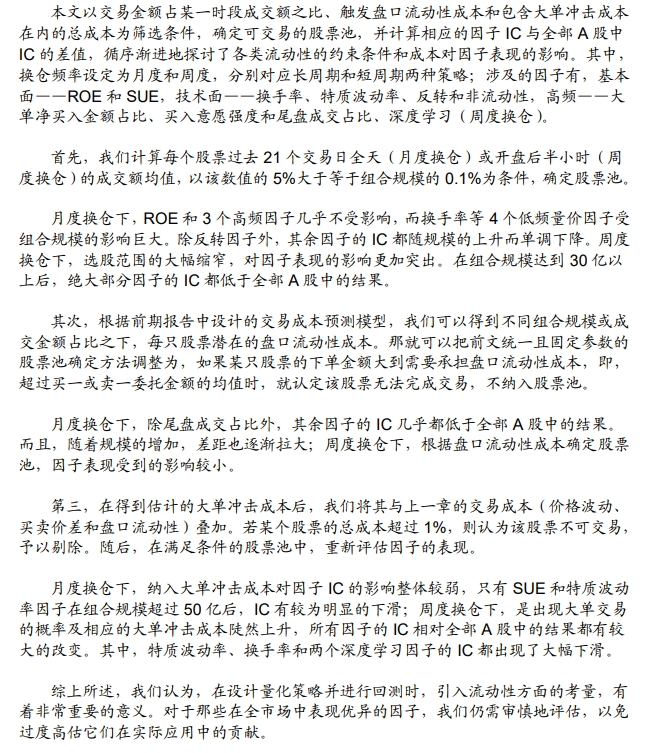 本文以交易金额占某一时段成交额之比、触发盘口流动性成本和包含大单冲击成本
在内的总成本为筛选条件，确定可交易的股票池，并计算相应的因子 IC 与全部 A 股中
IC 的差值，循序渐进地探讨了各类流动性的约束条件和成本对因子表现的影响。其中，
换仓频率设定为月度和周度，分别对应长周期和短周期两种策略；涉及的因子有，基本
面——ROE 和 SUE，技术面——换手率、特质波动率、反转和非流动性，高频——大
单净买入金额占比、买入意愿强度和尾盘成交占比、深度学习（周度换仓）。
首先，我们计算每个股票过去 21 个交易日全天（月度换仓）或开盘后半小时（周
度换仓）的成交额均值，以该数值的 5%大于等于组合规模的 0.1%为条件，确定股票池。
月度换仓下，ROE 和 3 个高频因子几乎不受影响，而换手率等 4 个低频量价因子受
组合规模的影响巨大。除反转因子外，其余因子的 IC 都随规模的上升而单调下降。周度
换仓下，选股范围的大幅缩窄，对因子表现的影响更加突出。在组合规模达到 30 亿以
上后，绝大部分因子的 IC 都低于全部 A 股中的结果。
其次，根据前期报告中设计的交易成本预测模型，我们可以得到不同组合规模或成
交金额占比之下，每只股票潜在的盘口流动性成本。那就可以把前文统一且固定参数的
股票池确定方法调整为，如果某只股票的下单金额大到需要承担盘口流动性成本，即，
超过买一或卖一委托金额的均值时，就认定该股票无法完成交易，不纳入股票池。
月度换仓下，除尾盘成交占比外，其余因子的 IC 几乎都低于全部 A 股中的结果。
而且，随着规模的增加，差距也逐渐拉大；周度换仓下，根据盘口流动性成本确定股票
池，因子表现受到的影响较小。
第三，在得到估计的大单冲击成本后，我们将其与上一章的交易成本（价格波动、
买卖价差和盘口流动性）叠加。若某个股票的总成本超过 1%，则认为该股票不可交易，
予以剔除。随后，在满足条件的股票池中，重新评估因子的表现。
月度换仓下，纳入大单冲击成本对因子 IC 的影响整体较弱，只有 SUE 和特质波动
率因子在组合规模超过 50 亿后，IC 有较为明显的下滑；周度换仓下，是出现大单交易
的概率及相应的大单冲击成本陡然上升，所有因子的 IC 相对全部 A 股中的结果都有较
大的改变。其中，特质波动率、换手率和两个深度学习因子的 IC 都出现了大幅下滑。
综上所述，我们认为，在设计量化策略并进行回测时，引入流动性方面的考量，有
着非常重要的意义。对于那些在全市场中表现优异的因子，我们仍需审慎地评估，以免
过度高估它们在实际应用中的贡献。